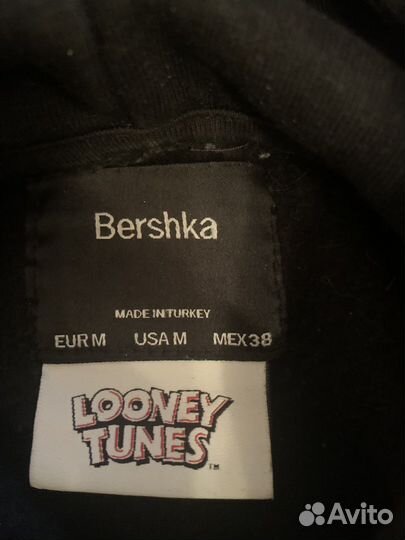 Bershka
MADE IN TURKEY
EUR M USA M MEX 38
LOONEY
TUNES ™
Avito